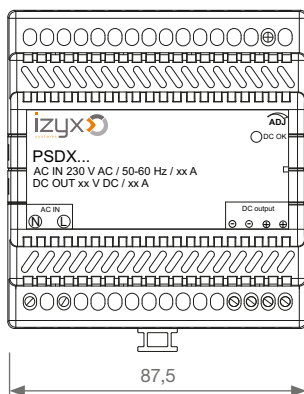 izyx
systems
ADJ
DC OK
PSDX...
AC IN 230 V AC / 50-60 Hz / xx A
DC OUT xx V DC / xx A
AC IN
N L
DC output
⊖ ⊖ ⊕ ⊕
87,5